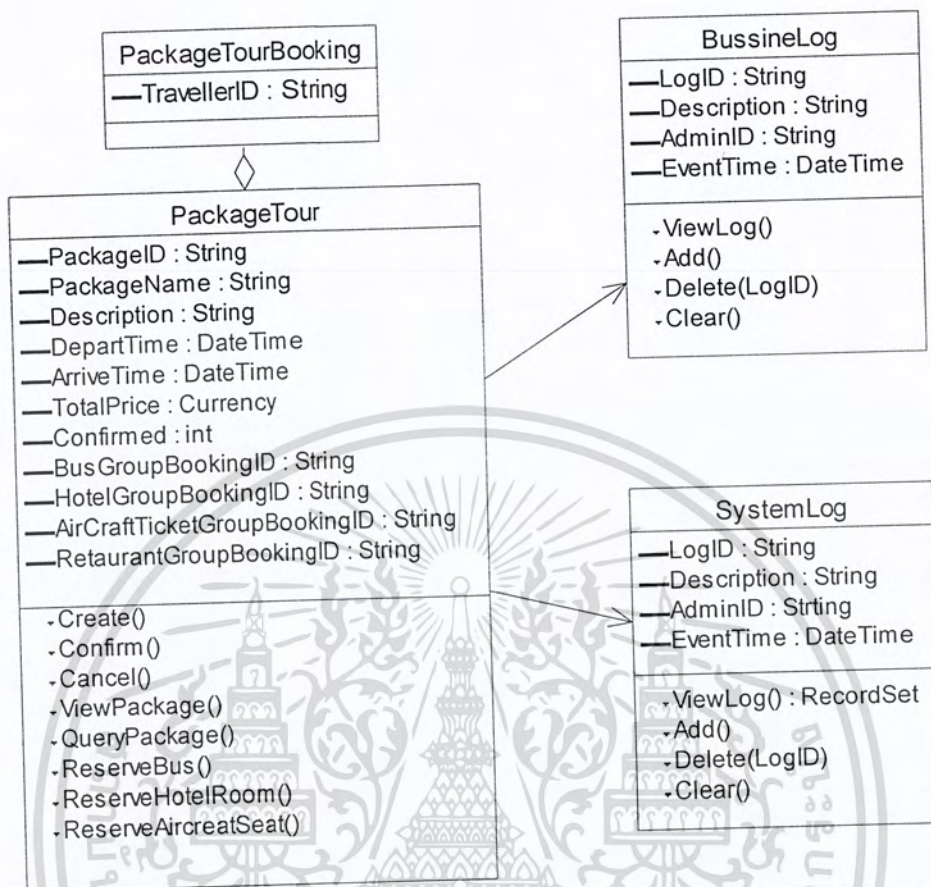 PackageTourBooking
TravellerID : String
PackageTour
PackageID : String
PackageName : String
Description : String
DepartTime : DateTime
ArriveTime : DateTime
TotalPrice : Currency
Confirmed : int
BusGroupBookingID : String
HotelGroupBookingID : String
AirCraftTicketGroupBookingID : String
RetaurantGroupBookingID : String
Create()
Confirm()
Cancel()
ViewPackage()
QueryPackage()
ReserveBus()
ReserveHotelRoom()
ReserveAircreatSeat()
BussineLog
LogID : String
Description : String
AdminID : String
EventTime : DateTime
ViewLog()
Add()
Delete(LogID)
Clear()
SystemLog
LogID : String
Description : String
AdminID : Strting
EventTime : DateTime
ViewLog() : RecordSet
Add()
Delete(LogID)
Clear()